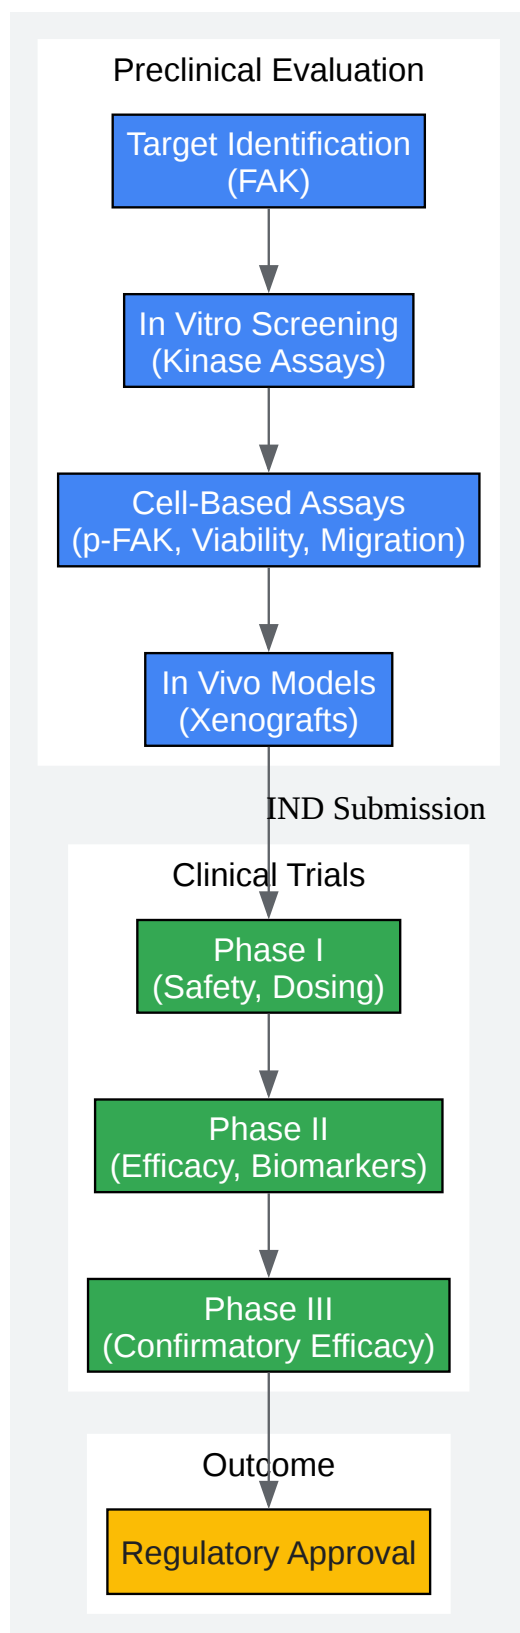 Preclinical Evaluation
Target Identification
(FAK)
In Vitro Screening
(Kinase Assays)
Cell-Based Assays
(p-FAK, Viability, Migration)
In Vivo Models
(Xenografts)
IND Submission
Clinical Trials
Phase I
(Safety, Dosing)
Phase II
(Efficacy, Biomarkers)
Phase III
(Confirmatory Efficacy)
Outcome
Regulatory Approval